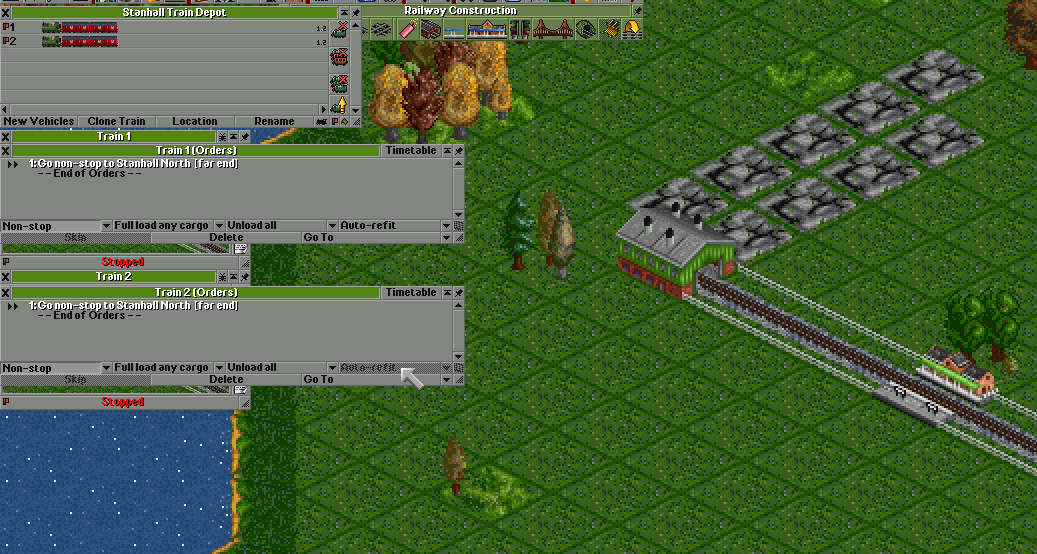 Stanhall Train Depot
Railway Construction
1
2
New Vehicles Clone Train Location Rename
Train 1
Train 1 (Orders) Timetable
1:Go non-stop to Stanhall North [far end]
- - End of Orders - -
Non-stop Full load any cargo Unload all Auto-refit
Skip Delete Go To
Stopped
Train 2
Train 2 (Orders) Timetable
1:Go non-stop to Stanhall North [far end]
- - End of Orders - -
Non-stop Full load any cargo Unload all Auto-refit
Skip Delete Go To
Stopped